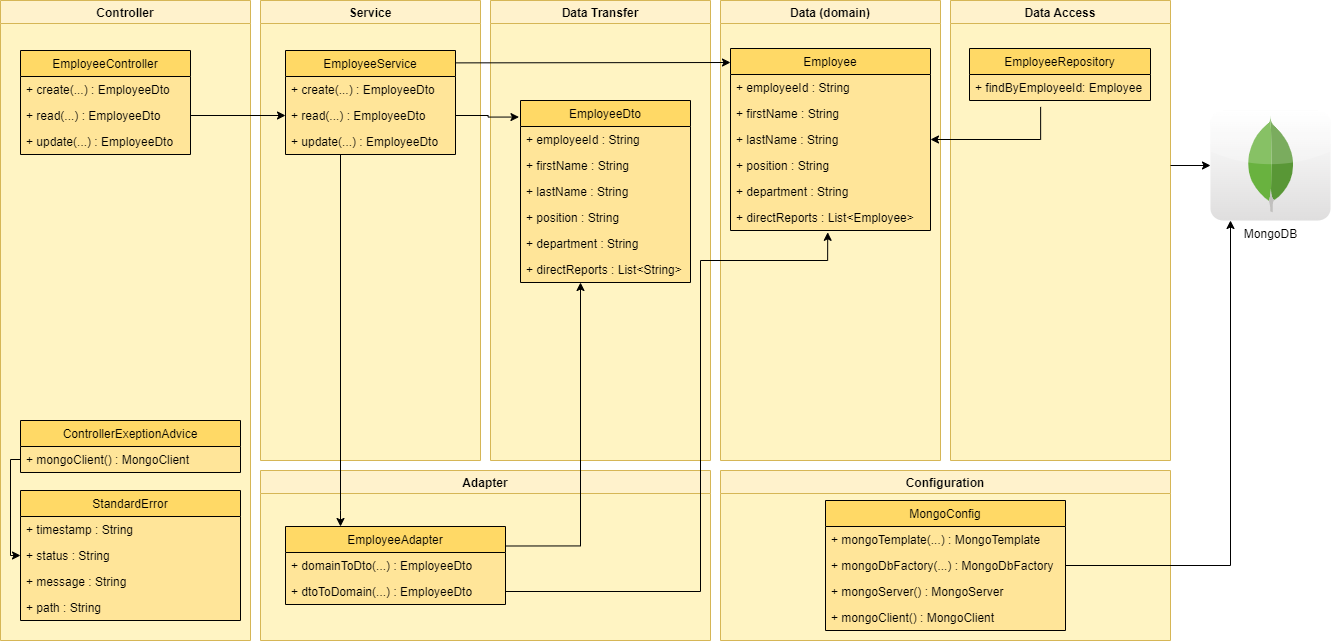 Controller
EmployeeController
+ create(...) : EmployeeDto
+ read(...) : EmployeeDto
+ update(...) : EmployeeDto
ControllerExeptionAdvice
+ mongoClient() : MongoClient
StandardError
+ timestamp : String
+ status : String
+ message : String
+ path : String
Service
EmployeeService
+ create(...) : EmployeeDto
+ read(...) : EmployeeDto
+ update(...) : EmployeeDto
Data Transfer
EmployeeDto
+ employeeId : String
+ firstName : String
+ lastName : String
+ position : String
+ department : String
+ directReports : List<String>
Data (domain)
Employee
+ employeeId : String
+ firstName : String
+ lastName : String
+ position : String
+ department : String
+ directReports : List<Employee>
Data Access
EmployeeRepository
+ findByEmployeeId: Employee
MongoDB
Adapter
EmployeeAdapter
+ domainToDto(...) : EmployeeDto
+ dtoToDomain(...) : EmployeeDto
Configuration
MongoConfig
+ mongoTemplate(...) : MongoTemplate
+ mongoDbFactory(...) : MongoDbFactory
+ mongoServer() : MongoServer
+ mongoClient() : MongoClient